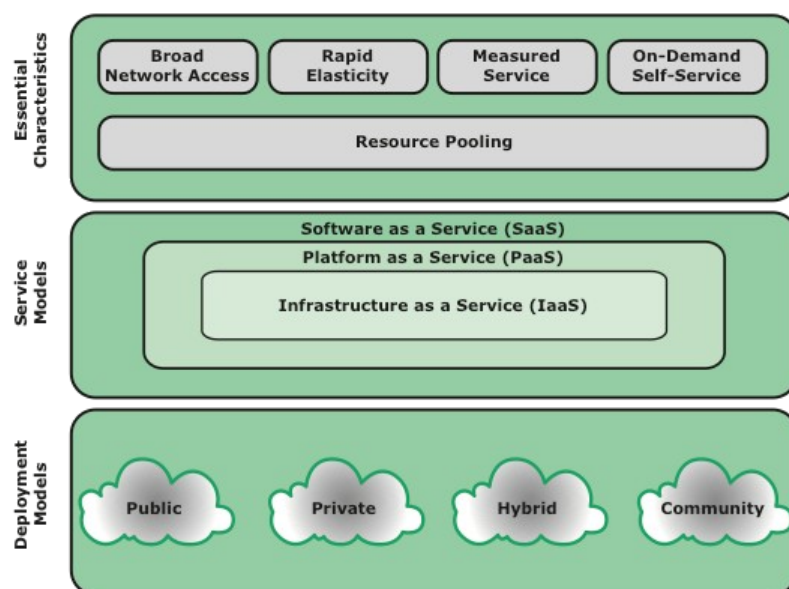 Essential
Characteristics
Broad
Network Access
Rapid
Elasticity
Measured
Service
On-Demand
Self-Service
Resource Pooling
Service
Models
Software as a Service (SaaS)
Platform as a Service (PaaS)
Infrastructure as a Service (IaaS)
Deployment
Models
Public
Private
Hybrid
Community